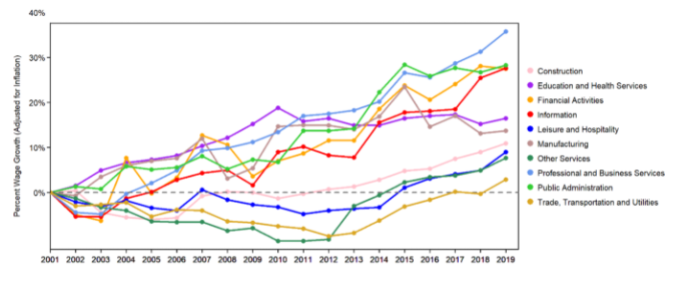 40%
30%
20%
10%
0%
Percent Wage Growth (Adjusted for Inflation)
2001 2002 2003 2004 2005 2006 2007 2008 2009 2010 2011 2012 2013 2014 2015 2016 2017 2018 2019
Construction
Education and Health Services
Financial Activities
Information
Leisure and Hospitality
Manufacturing
Other Services
Professional and Business Services
Public Administration
Trade, Transportation and Utilities